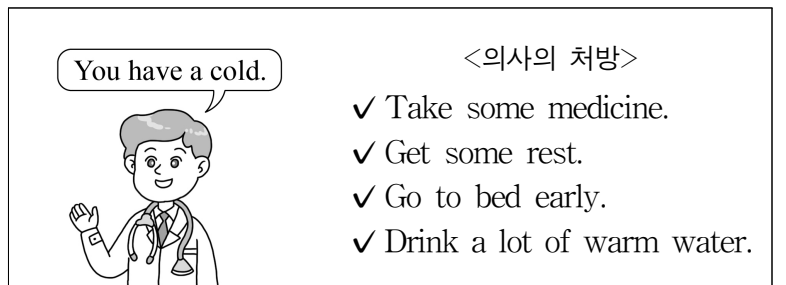 You have a cold.
<의사의 처방>
✓ Take some medicine.
✓ Get some rest.
✓ Go to bed early.
✓ Drink a lot of warm water.